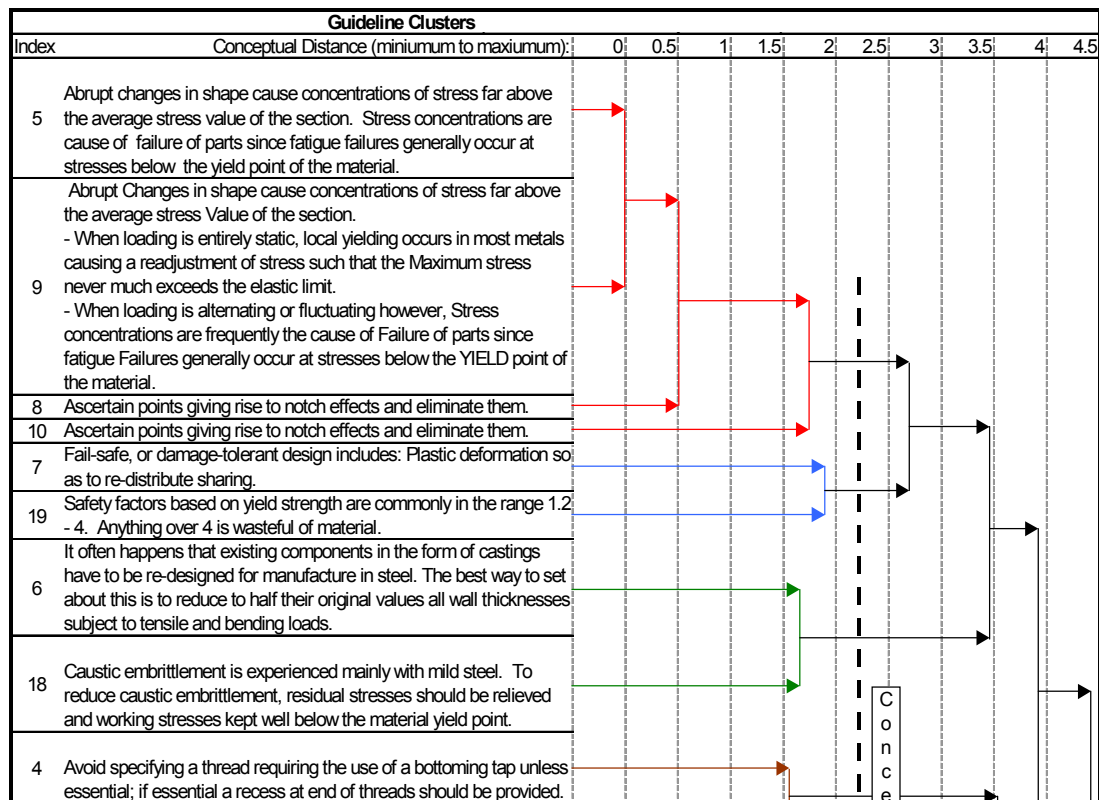 Guideline Clusters
Index Conceptual Distance (miniumum to maxiumum): 0 0.5 1 1.5 2 2.5 3 3.5 4 4.5
5
Abrupt changes in shape cause concentrations of stress far above
the average stress value of the section. Stress concentrations are
cause of failure of parts since fatigue failures generally occur at
stresses below the yield point of the material.
9
Abrupt Changes in shape cause concentrations of stress far above
the average stress Value of the section.
- When loading is entirely static, local yielding occurs in most metals
causing a readjustment of stress such that the Maximum stress
never much exceeds the elastic limit.
- When loading is alternating or fluctuating however, Stress
concentrations are frequently the cause of Failure of parts since
fatigue Failures generally occur at stresses below the YIELD point of
the material.
8 Ascertain points giving rise to notch effects and eliminate them.
10 Ascertain points giving rise to notch effects and eliminate them.
7
Fail-safe, or damage-tolerant design includes: Plastic deformation so
as to re-distribute sharing.
19
Safety factors based on yield strength are commonly in the range 1.2
- 4. Anything over 4 is wasteful of material.
6
It often happens that existing components in the form of castings
have to be re-designed for manufacture in steel. The best way to set
about this is to reduce to half their original values all wall thicknesses
subject to tensile and bending loads.
18
Caustic embrittlement is experienced mainly with mild steel. To
reduce caustic embrittlement, residual stresses should be relieved
and working stresses kept well below the material yield point.
4
Avoid specifying a thread requiring the use of a bottoming tap unless
essential; if essential a recess at end of threads should be provided.
C
o
n
c
e